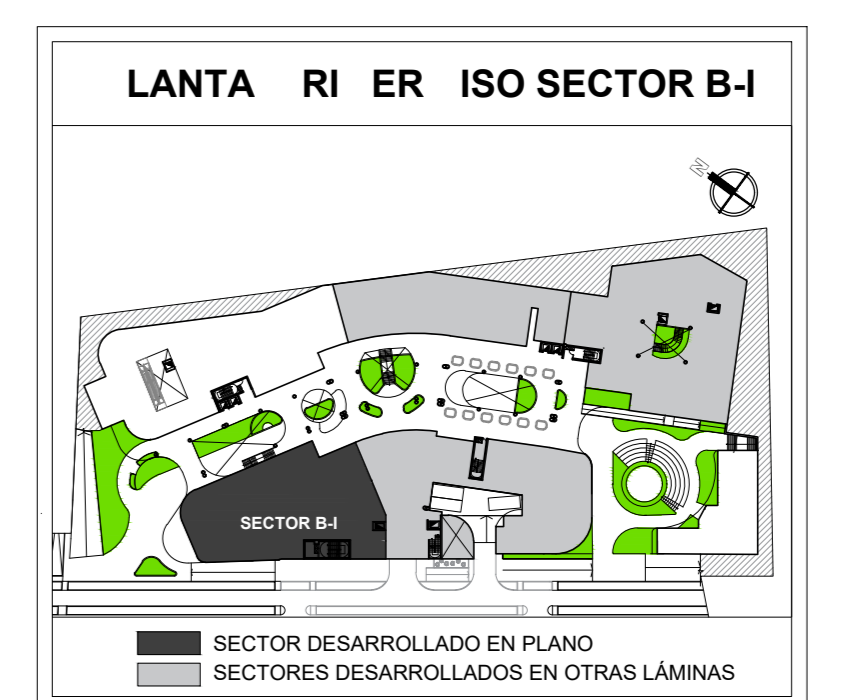 LANTA RI ER ISO SECTOR B-I
N
SECTOR B-I
SECTOR DESARROLLADO EN PLANO
SECTORES DESARROLLADOS EN OTRAS LÁMINAS